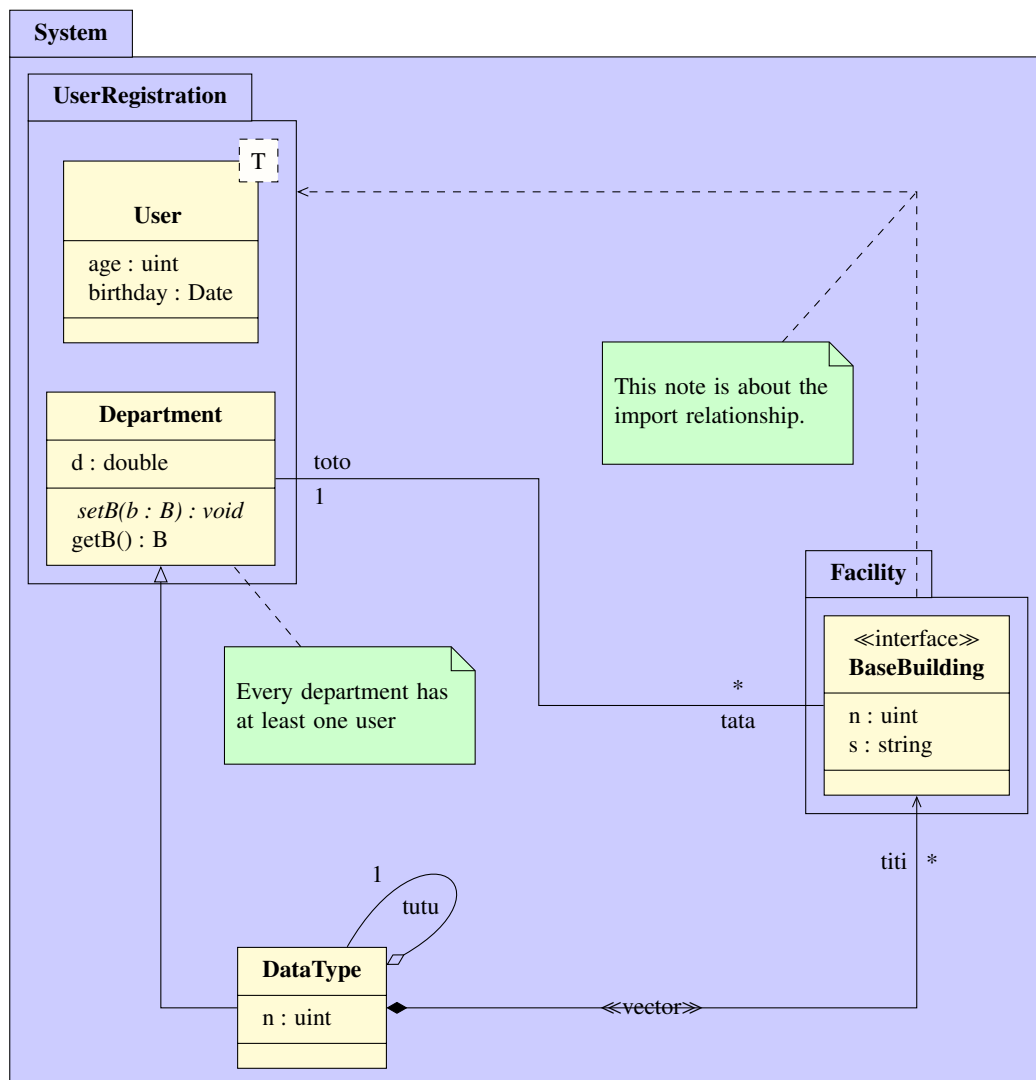 System
UserRegistration
T
User
age : uint
birthday : Date
This note is about the
import relationship.
Department
d : double
setB(b : B) : void
getB() : B
toto
1
Facility
≪interface≫
BaseBuilding
n : uint
s : string
Every department has
at least one user
*
tata
titi
*
1
tutu
DataType
n : uint
≪vector≫